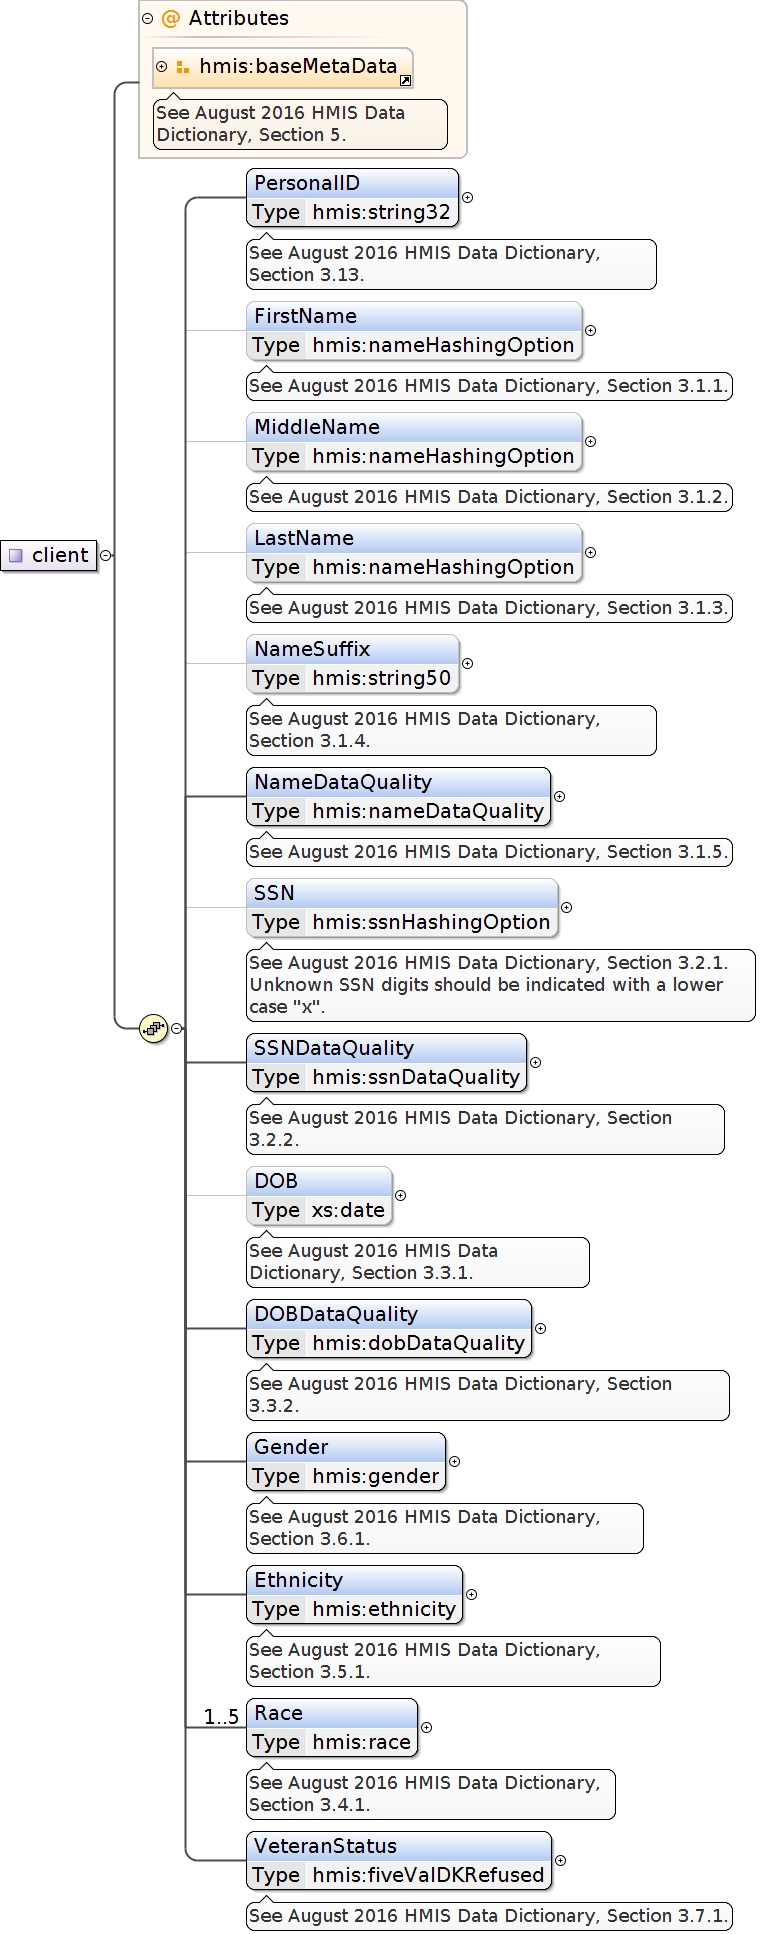 @ Attributes
hmis:baseMetaData
See August 2016 HMIS Data
Dictionary, Section 5.
PersonalID
Type hmis:string32
See August 2016 HMIS Data Dictionary,
Section 3.13.
FirstName
Type hmis:nameHashingOption
See August 2016 HMIS Data Dictionary, Section 3.1.1.
MiddleName
Type hmis:nameHashingOption
See August 2016 HMIS Data Dictionary, Section 3.1.2.
LastName
Type hmis:nameHashingOption
client
See August 2016 HMIS Data Dictionary, Section 3.1.3.
NameSuffix
Type hmis:string50
See August 2016 HMIS Data Dictionary,
Section 3.1.4.
NameDataQuality
Type hmis:nameDataQuality
See August 2016 HMIS Data Dictionary, Section 3.1.5.
SSN
Type hmis:ssnHashingOption
See August 2016 HMIS Data Dictionary, Section 3.2.1.
Unknown SSN digits should be indicated with a lower
case "x".
SSNDataQuality
Type hmis:ssnDataQuality
See August 2016 HMIS Data Dictionary, Section
3.2.2.
DOB
Type xs:date
See August 2016 HMIS Data
Dictionary, Section 3.3.1.
DOBDataQuality
Type hmis:dobDataQuality
See August 2016 HMIS Data Dictionary, Section
3.3.2.
Gender
Type hmis:gender
See August 2016 HMIS Data Dictionary,
Section 3.6.1.
Ethnicity
Type hmis:ethnicity
See August 2016 HMIS Data Dictionary,
Section 3.5.1.
1..5 Race
Type hmis:race
See August 2016 HMIS Data Dictionary,
Section 3.4.1.
VeteranStatus
Type hmis:fiveValDKRefused
See August 2016 HMIS Data Dictionary, Section 3.7.1.